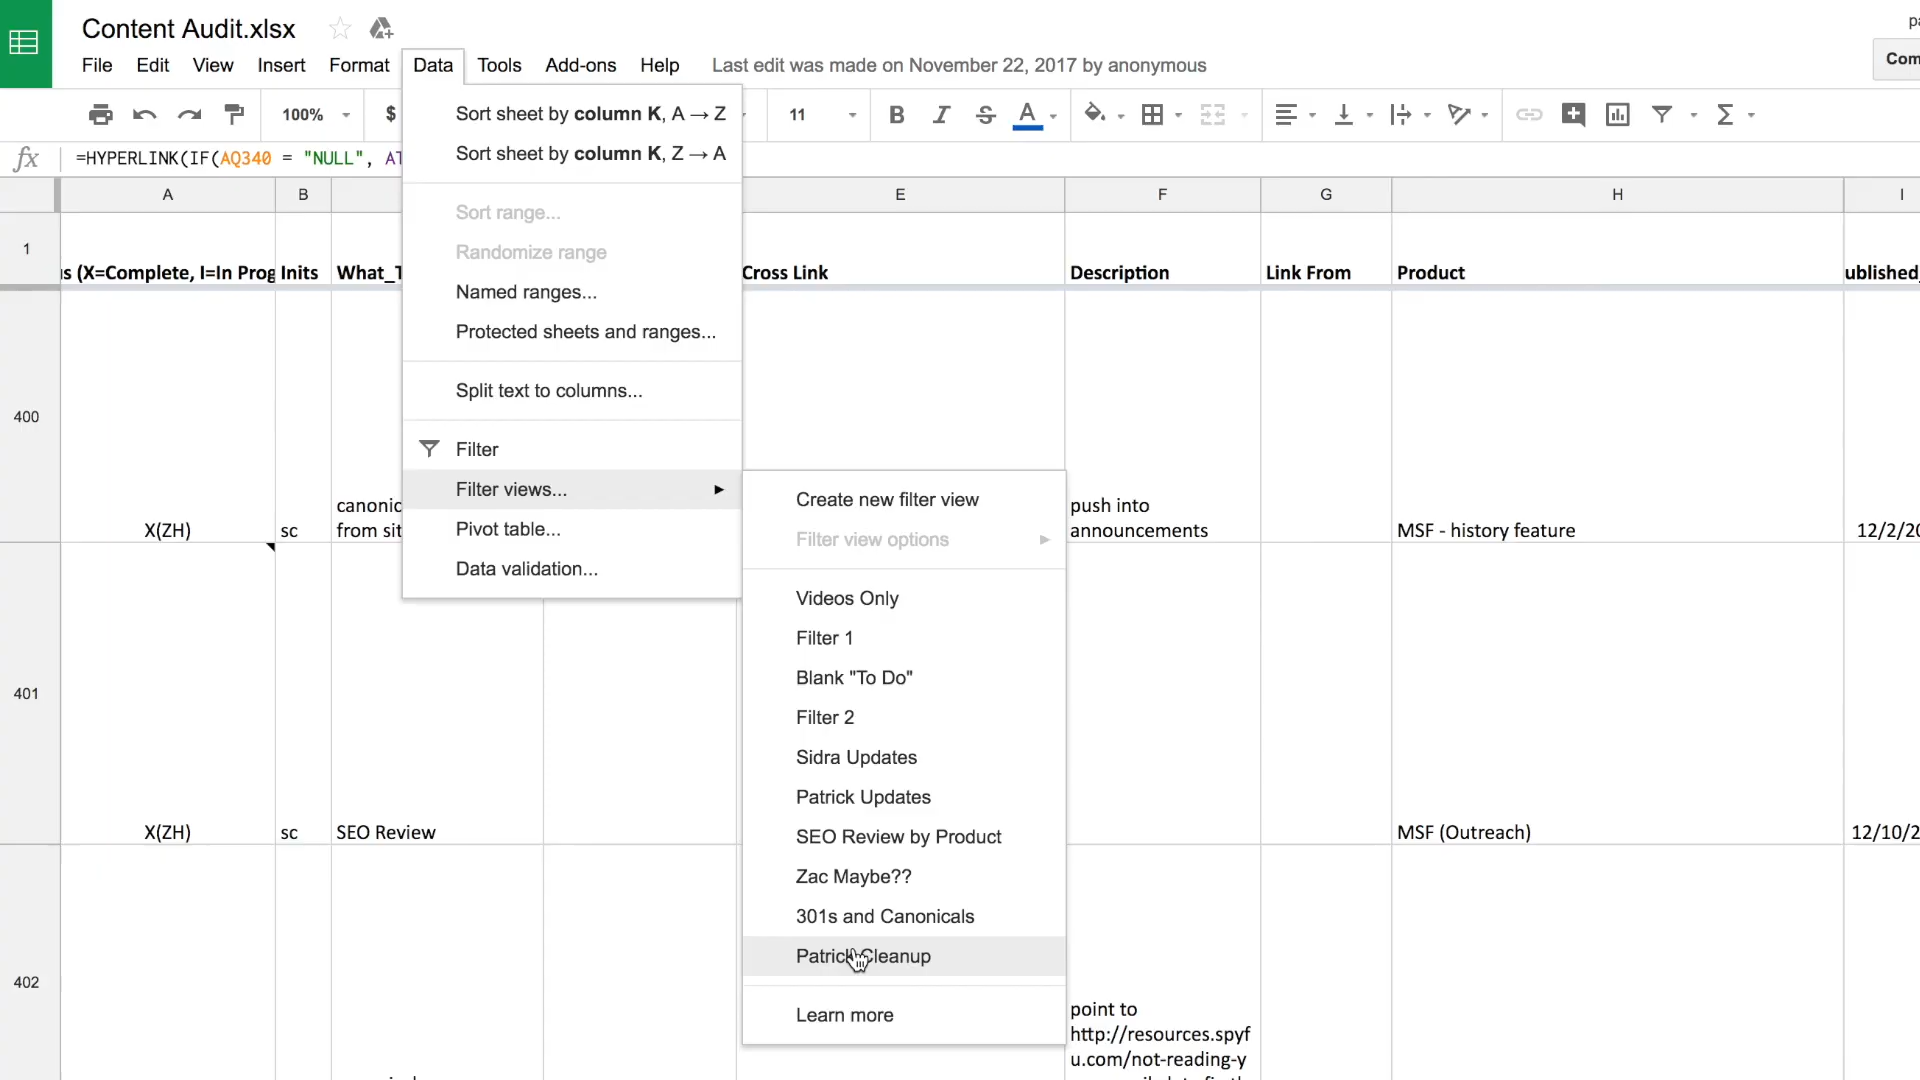 Content Audit.xlsx
File Edit View Insert Format Data Tools Add-ons Help Last edit was made on November 22, 2017 by anonymous
Com
100% $ 11 B I S A Σ
fx =HYPERLINK(IF(AQ340 = "NULL", AT
Sort sheet by column K, A → Z
Sort sheet by column K, Z → A
Sort range...
Randomize range
Named ranges...
Protected sheets and ranges...
Split text to columns...
Filter
Filter views...
Pivot table...
Data validation...
Create new filter view
Filter view options
Videos Only
Filter 1
Blank "To Do"
Filter 2
Sidra Updates
Patrick Updates
SEO Review by Product
Zac Maybe??
301s and Canonicals
Patrick Cleanup
Learn more
A B E F G H I
1 us (X=Complete, I=In Prog Inits What_T Cross Link Description Link From Product ublished_
400
X(ZH) sc
canonic
from sit
push into
announcements
MSF - history feature
12/2/20
401
X(ZH) sc SEO Review MSF (Outreach) 12/10/2
402
point to
http://resources.spyf
u.com/not-reading-y